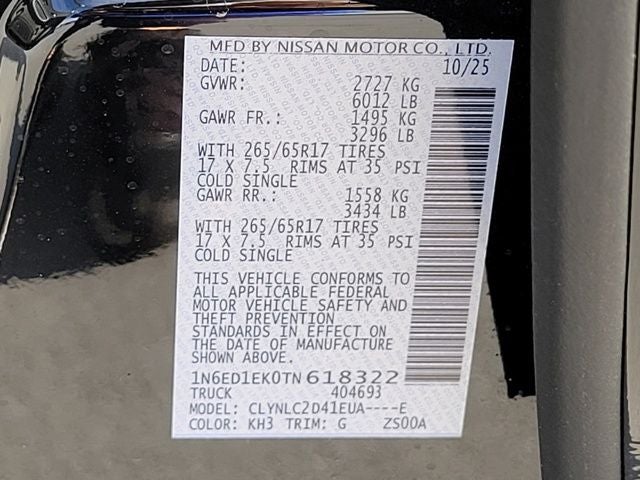 MFD BY NISSAN MOTOR CO., LTD.
DATE: 10/25
GVWR: 2727 KG
6012 LB
GAWR FR.: 1495 KG
3296 LB
WITH 265/65R17 TIRES
17 X 7.5 RIMS AT 35 PSI
COLD SINGLE
GAWR RR.: 1558 KG
3434 LB
WITH 265/65R17 TIRES
17 X 7.5 RIMS AT 35 PSI
COLD SINGLE
THIS VEHICLE CONFORMS TO
ALL APPLICABLE FEDERAL
MOTOR VEHICLE SAFETY AND
THEFT PREVENTION
STANDARDS IN EFFECT ON
THE DATE OF MANUFACTURE
SHOWN ABOVE.
1N6ED1EK0TN618322
TRUCK 404693
MODEL: CLYNLC2D41EUA----E
COLOR: KH3 TRIM: G ZS00A